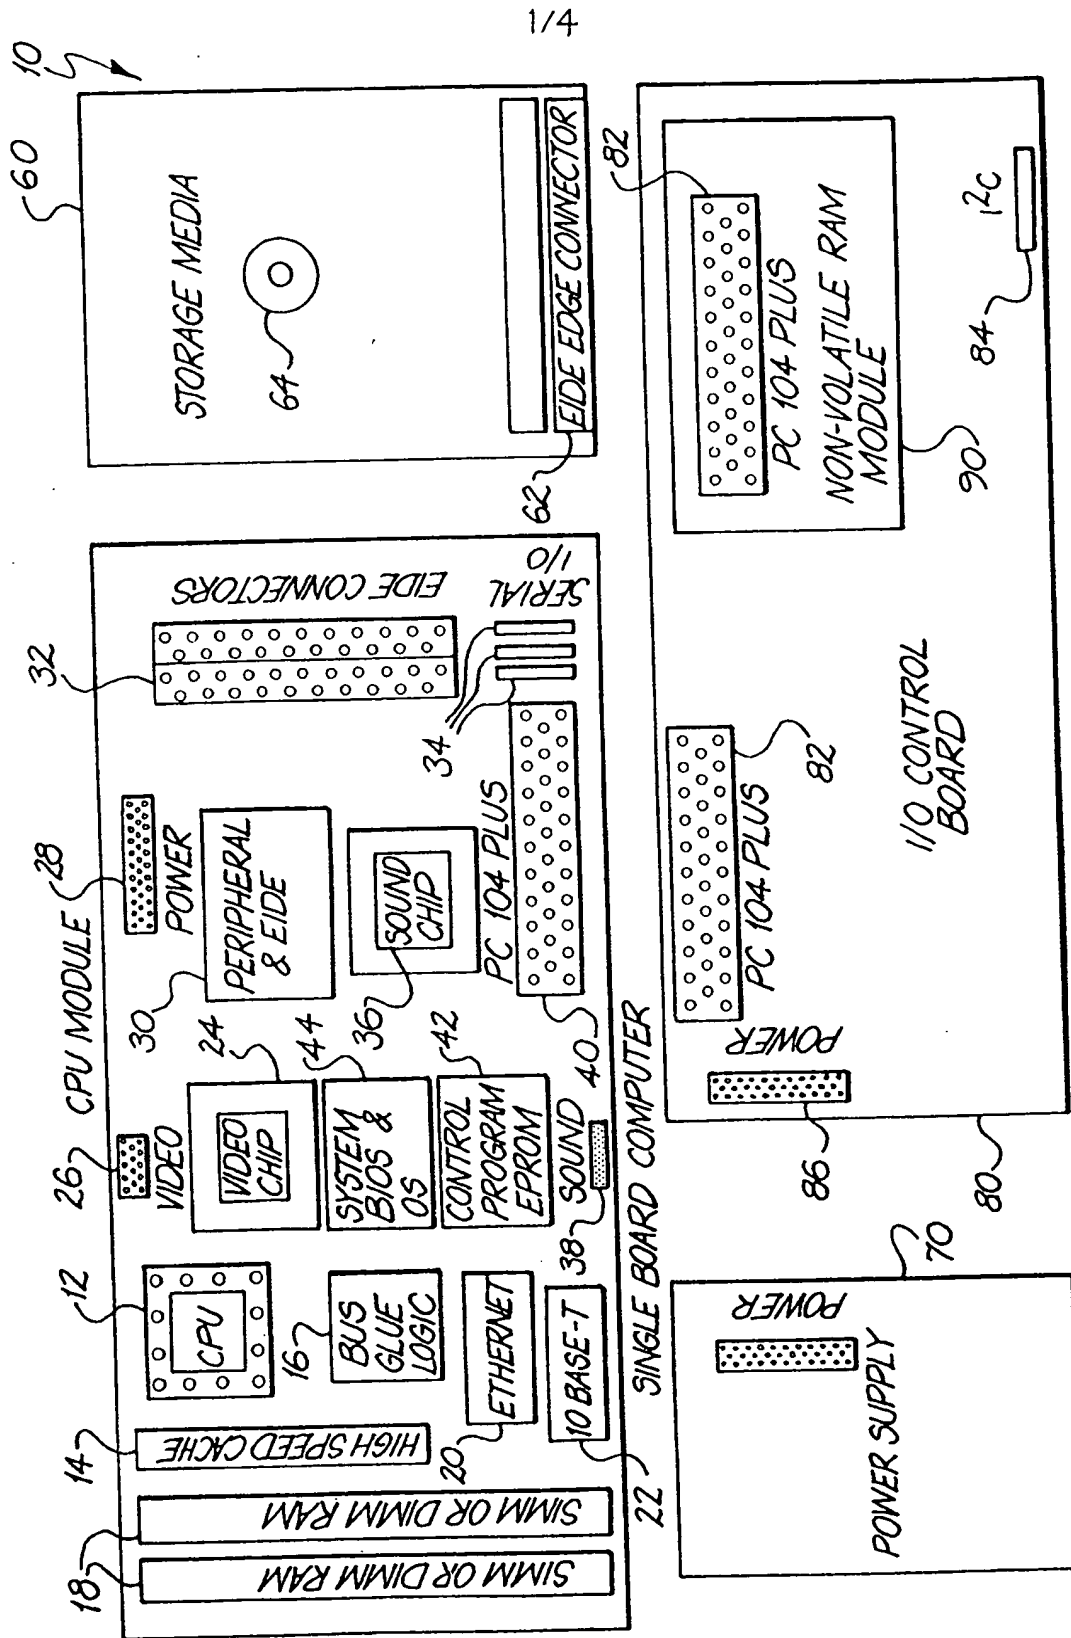 1/4
10
CPU MODULE
18
SIMM OR DIMM RAM
SIMM OR DIMM RAM
14
HIGH SPEED CACHE
12
CPU
16
BUS
GLUE
LOGIC
20
ETHERNET
22
10 BASE-T
26
VIDEO
24
VIDEO
CHIP
44
SYSTEM
BIOS &
OS
42
CONTROL
PROGRAM
EPROM
38
SOUND
28
POWER
30
PERIPHERAL
& EIDE
36
SOUND
CHIP
PC 104 PLUS
40
32
EIDE CONNECTORS
34
SERIAL
I/O
SINGLE BOARD COMPUTER
60
STORAGE MEDIA
64
62
EIDE EDGE CONNECTOR
70
POWER
POWER SUPPLY
80
86
POWER
PC 104 PLUS
82
I/O CONTROL
BOARD
82
PC 104 PLUS
NON-VOLATILE RAM
MODULE
90
84
I2C